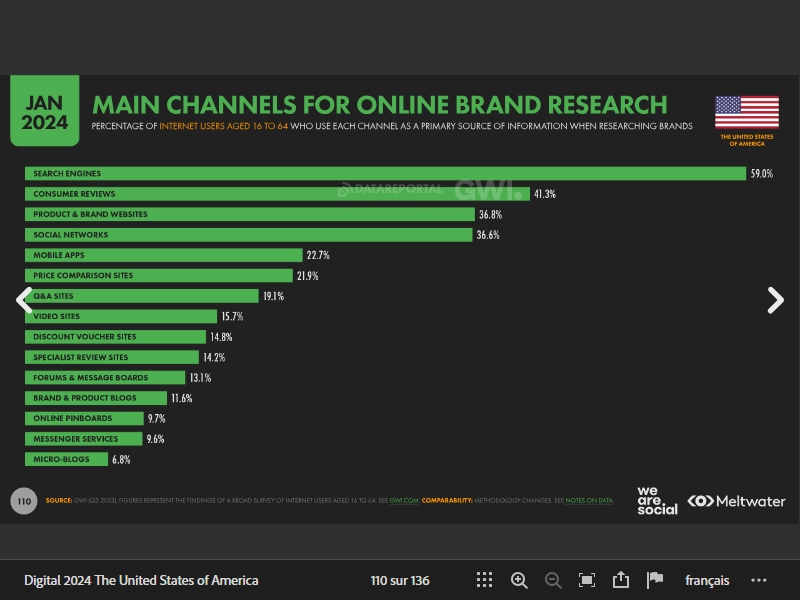 JAN
2024
MAIN CHANNELS FOR ONLINE BRAND RESEARCH
PERCENTAGE OF INTERNET USERS AGED 16 TO 64 WHO USE EACH CHANNEL AS A PRIMARY SOURCE OF INFORMATION WHEN RESEARCHING BRANDS
THE UNITED STATES
OF AMERICA
SEARCH ENGINES 59.0%
DATAREPORTAL GWI.
CONSUMER REVIEWS 41.3%
PRODUCT & BRAND WEBSITES 36.8%
SOCIAL NETWORKS 36.6%
MOBILE APPS 22.7%
PRICE COMPARISON SITES 21.9%
Q&A SITES 19.1%
VIDEO SITES 15.7%
DISCOUNT VOUCHER SITES 14.8%
SPECIALIST REVIEW SITES 14.2%
FORUMS & MESSAGE BOARDS 13.1%
BRAND & PRODUCT BLOGS 11.6%
ONLINE PINBOARDS 9.7%
MESSENGER SERVICES 9.6%
MICRO-BLOGS 6.8%
110
SOURCE: GWI (Q3 2023). FIGURES REPRESENT THE FINDINGS OF A BROAD SURVEY OF INTERNET USERS AGED 16 TO 64. SEE GWI.COM. COMPARABILITY: METHODOLOGY CHANGES. SEE NOTES ON DATA.
we
are.
social
Meltwater
Digital 2024 The United States of America
110 sur 136
français